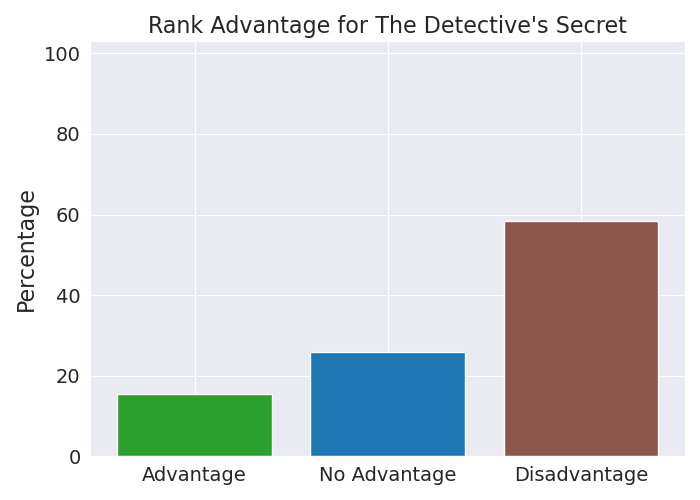 Rank Advantage for The Detective's Secret
100
80
60
40
20
0
Percentage
Advantage
No Advantage
Disadvantage